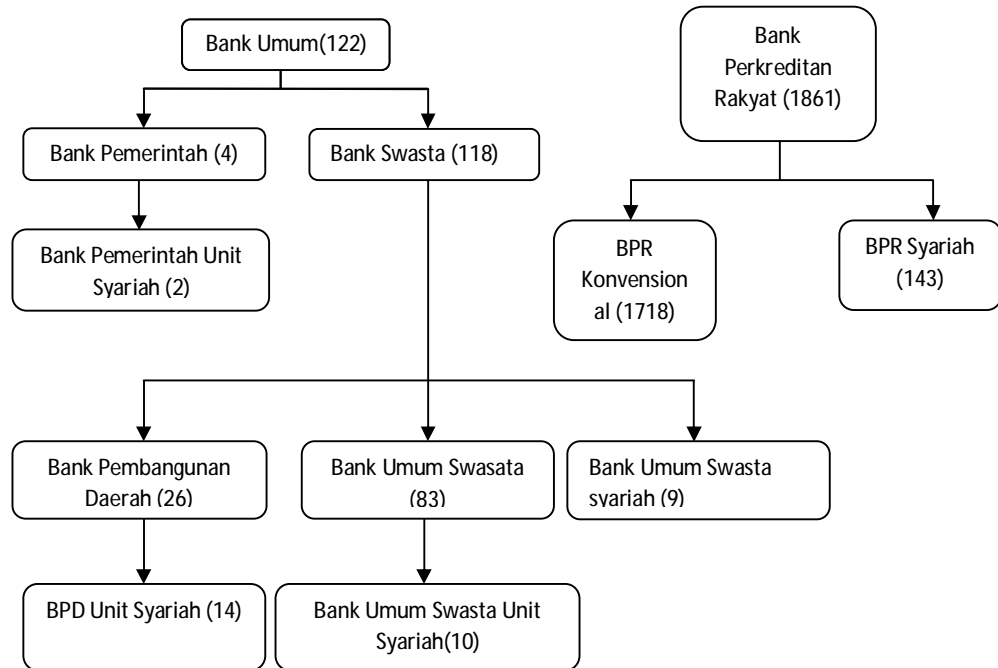 Bank Umum(122)
Bank
Perkreditan
Rakyat (1861)
Bank Pemerintah (4)
Bank Swasta (118)
Bank Pemerintah Unit
Syariah (2)
BPR
Konvension
al (1718)
BPR Syariah
(143)
Bank Pembangunan
Daerah (26)
Bank Umum Swasata
(83)
Bank Umum Swasta
syariah (9)
BPD Unit Syariah (14)
Bank Umum Swasta Unit
Syariah(10)